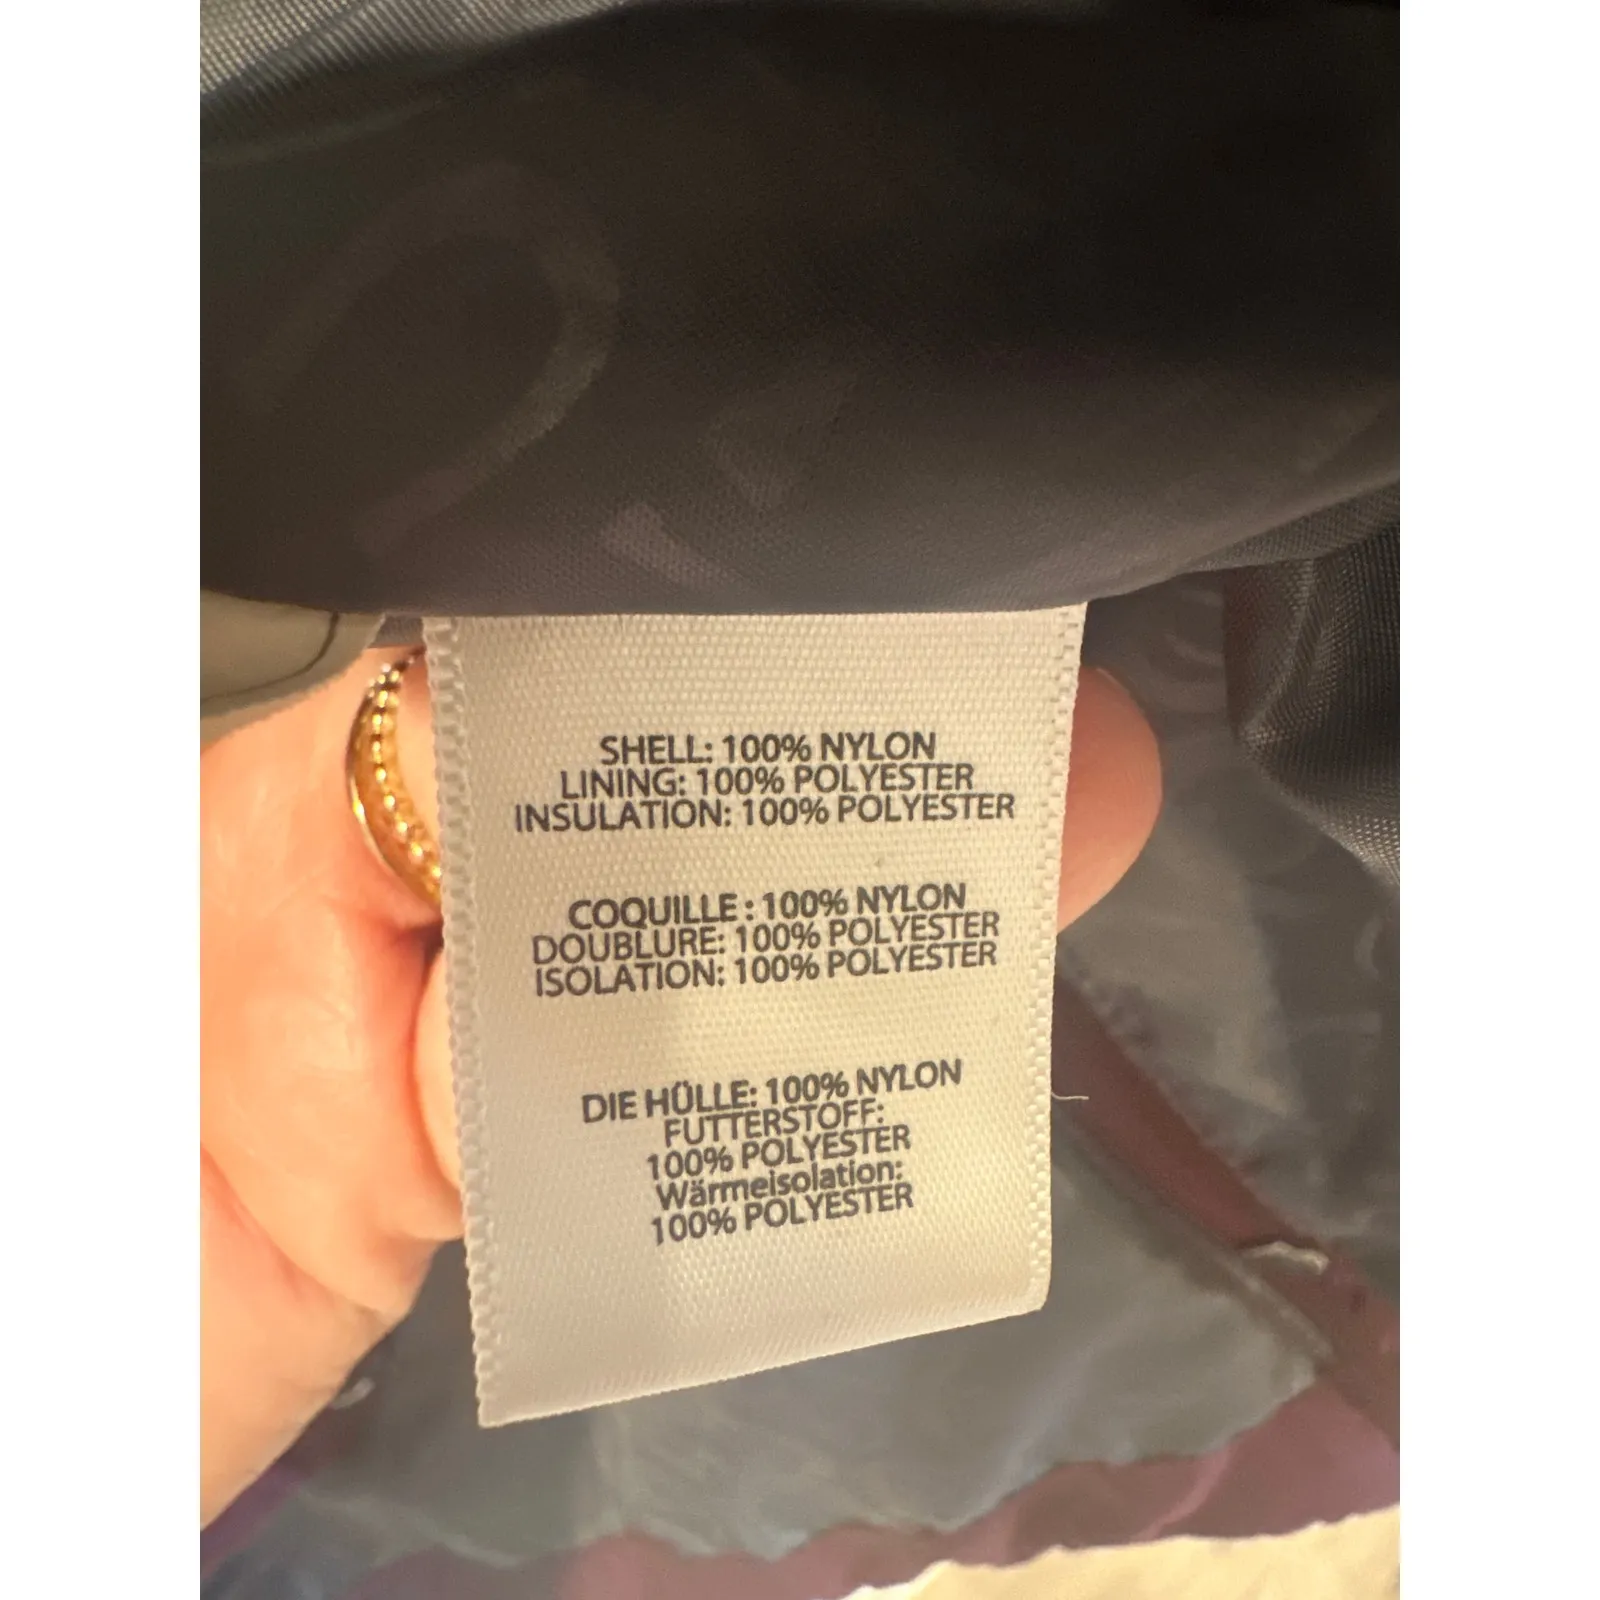 SHELL: 100% NYLON
LINING: 100% POLYESTER
INSULATION: 100% POLYESTER
COQUILLE : 100% NYLON
DOUBLURE: 100% POLYESTER
ISOLATION: 100% POLYESTER
DIE HÜLLE: 100% NYLON
FUTTERSTOFF:
100% POLYESTER
Wärmeisolation:
100% POLYESTER